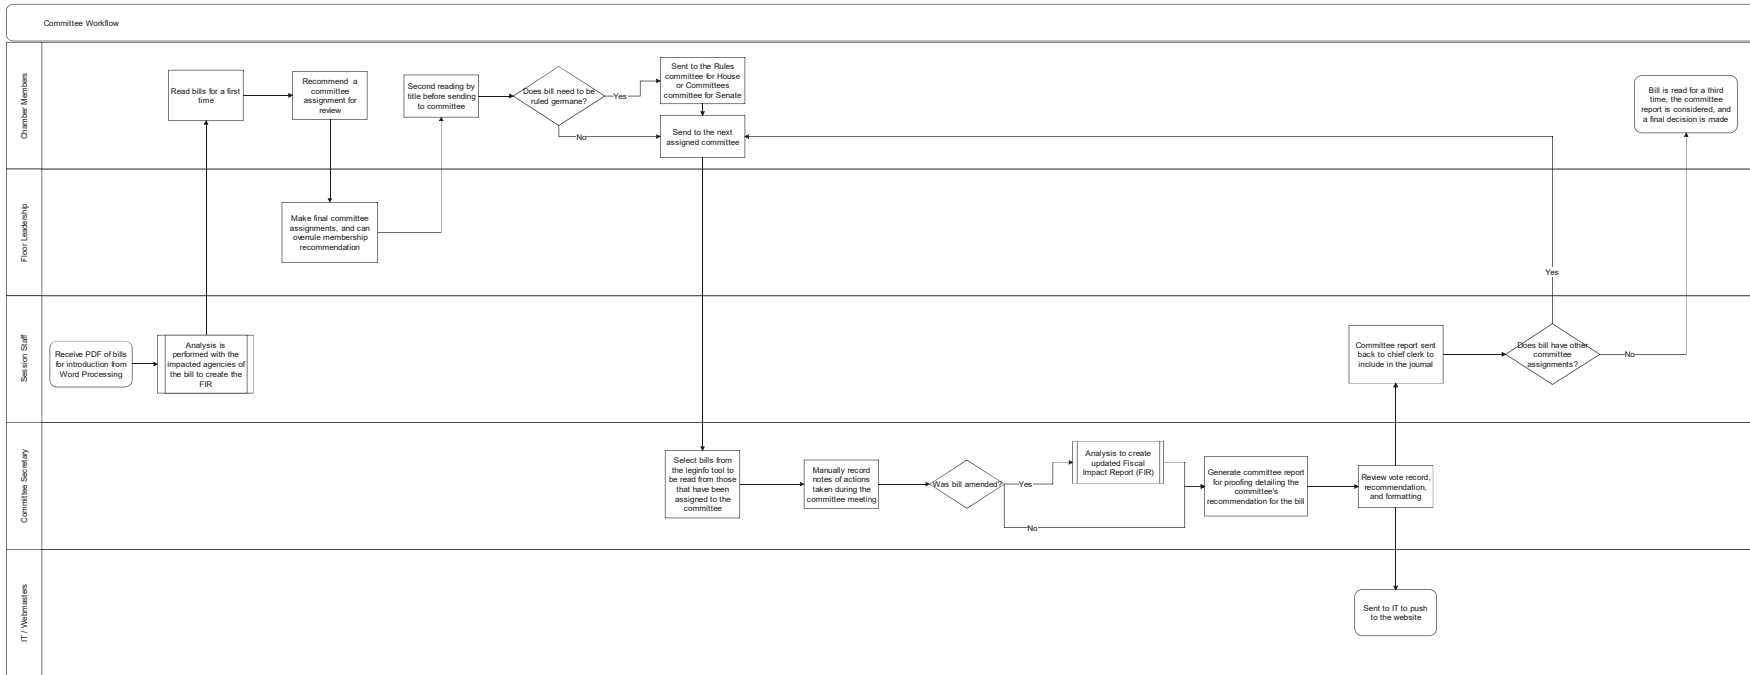 Committee Workflow
Chamber Members
Read bills for a first
time
Recommend a
committee
assignment for
review
Second reading by
title before sending
to committee
Does bill need to be
ruled germane?
Yes
No
Sent to the Rules
committee for House
or Committees
committee for Senate
Send to the next
assigned committee
Bill is read for a third
time, the committee
report is considered, and
a final decision is made
Floor Leadership
Make final committee
assignments, and can
overrule membership
recommendation
Yes
Session Staff
Receive PDF of bills
for introduction from
Word Processing
Analysis is
performed with the
impacted agencies of
the bill to create the
FIR
Committee report sent
back to chief clerk to
include in the journal
Does bill have other
committee
assignments?
No
Committee Secretary
Select bills from
the leginfo tool to
be read from those
that have been
assigned to the
committee
Manually record
notes of actions
taken during the
committee meeting
Was bill amended?
Yes
No
Analysis to create
updated Fiscal
Impact Report (FIR)
Generate committee report
for proofing detailing the
committee's
recommendation for the bill
Review vote record,
recommendation,
and formatting
IT / Webmasters
Sent to IT to push
to the website